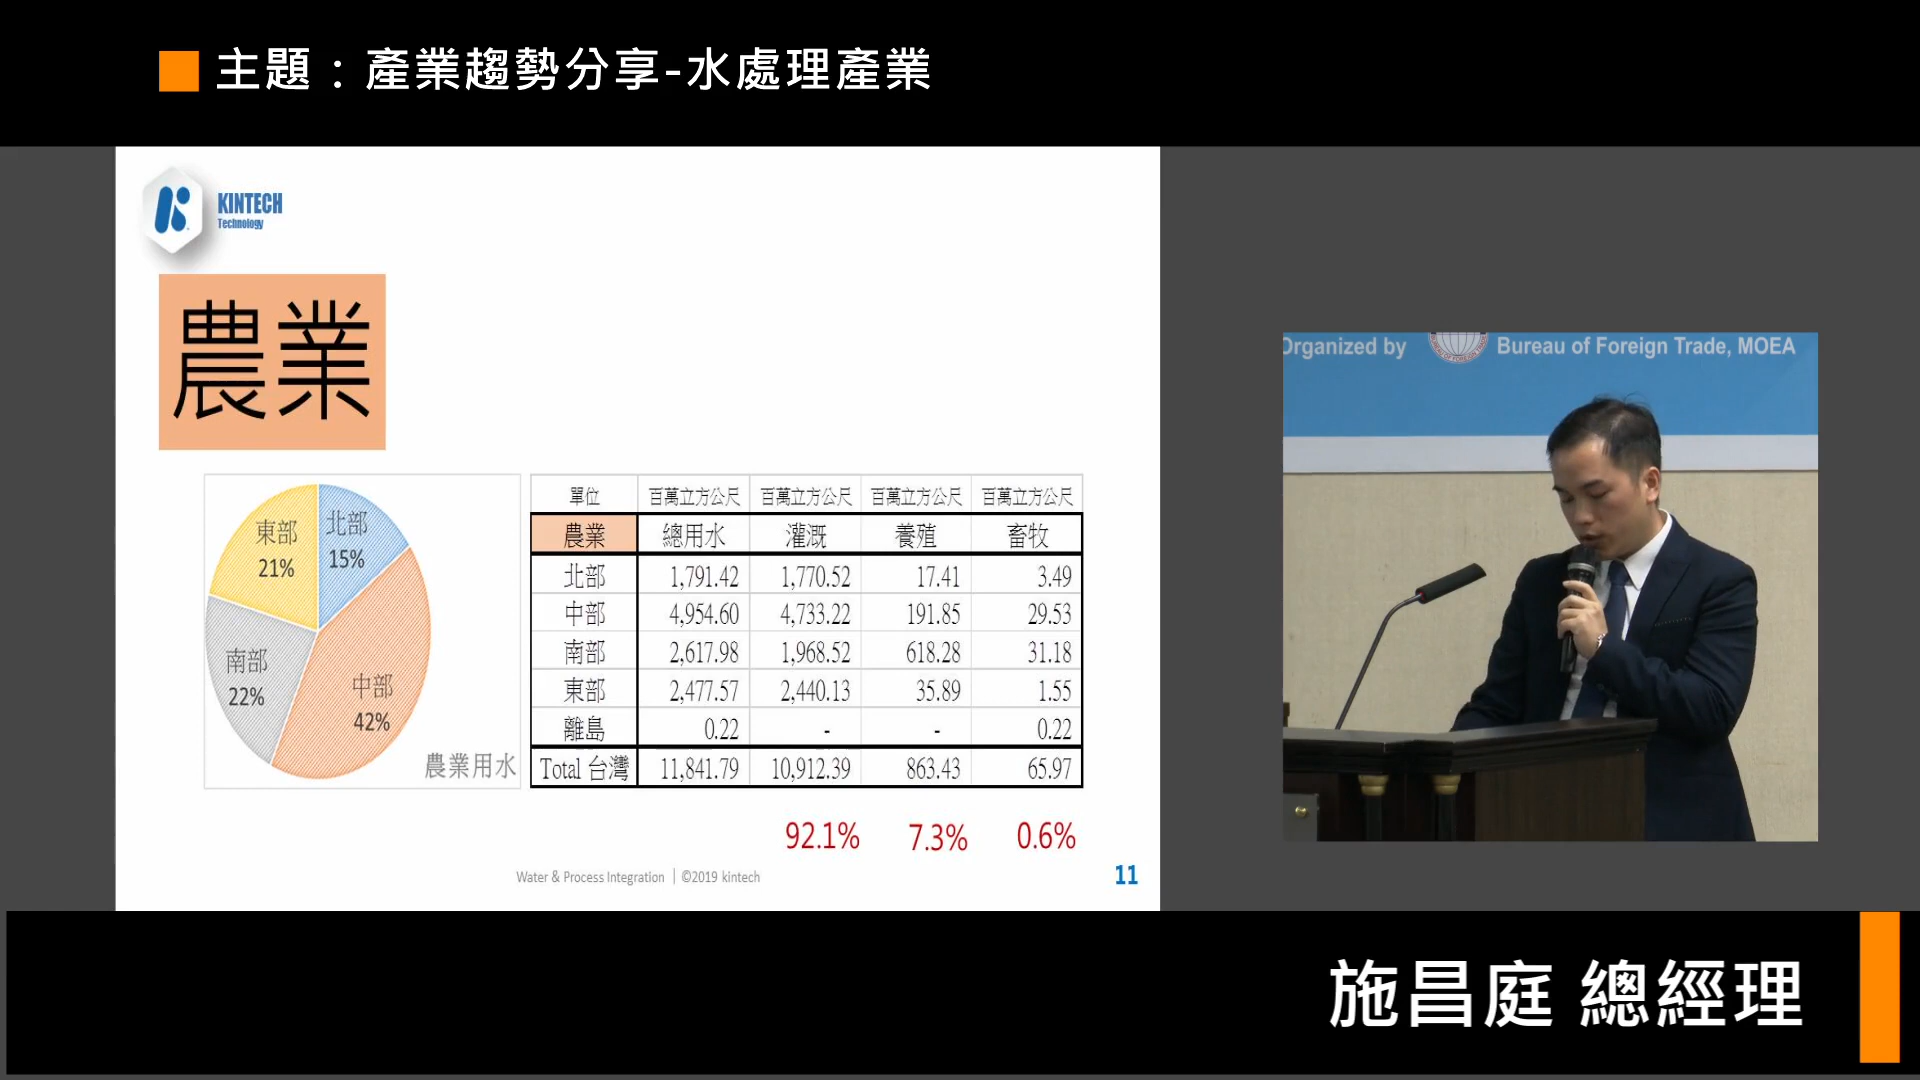 主題：產業趨勢分享-水處理產業
KINTECH
Technology
農業
東部
21%
北部
15%
南部
22%
中部
42%
農業用水
單位 百萬立方公尺 百萬立方公尺 百萬立方公尺 百萬立方公尺
農業 總用水 灌溉 養殖 畜牧
北部 1,791.42 1,770.52 17.41 3.49
中部 4,954.60 4,733.22 191.85 29.53
南部 2,617.98 1,968.52 618.28 31.18
東部 2,477.57 2,440.13 35.89 1.55
離島 0.22 - - 0.22
Total 台灣 11,841.79 10,912.39 863.43 65.97
92.1% 7.3% 0.6%
Water & Process Integration │©2019 kintech
11
Organized by Bureau of Foreign Trade, MOEA
施昌庭 總經理